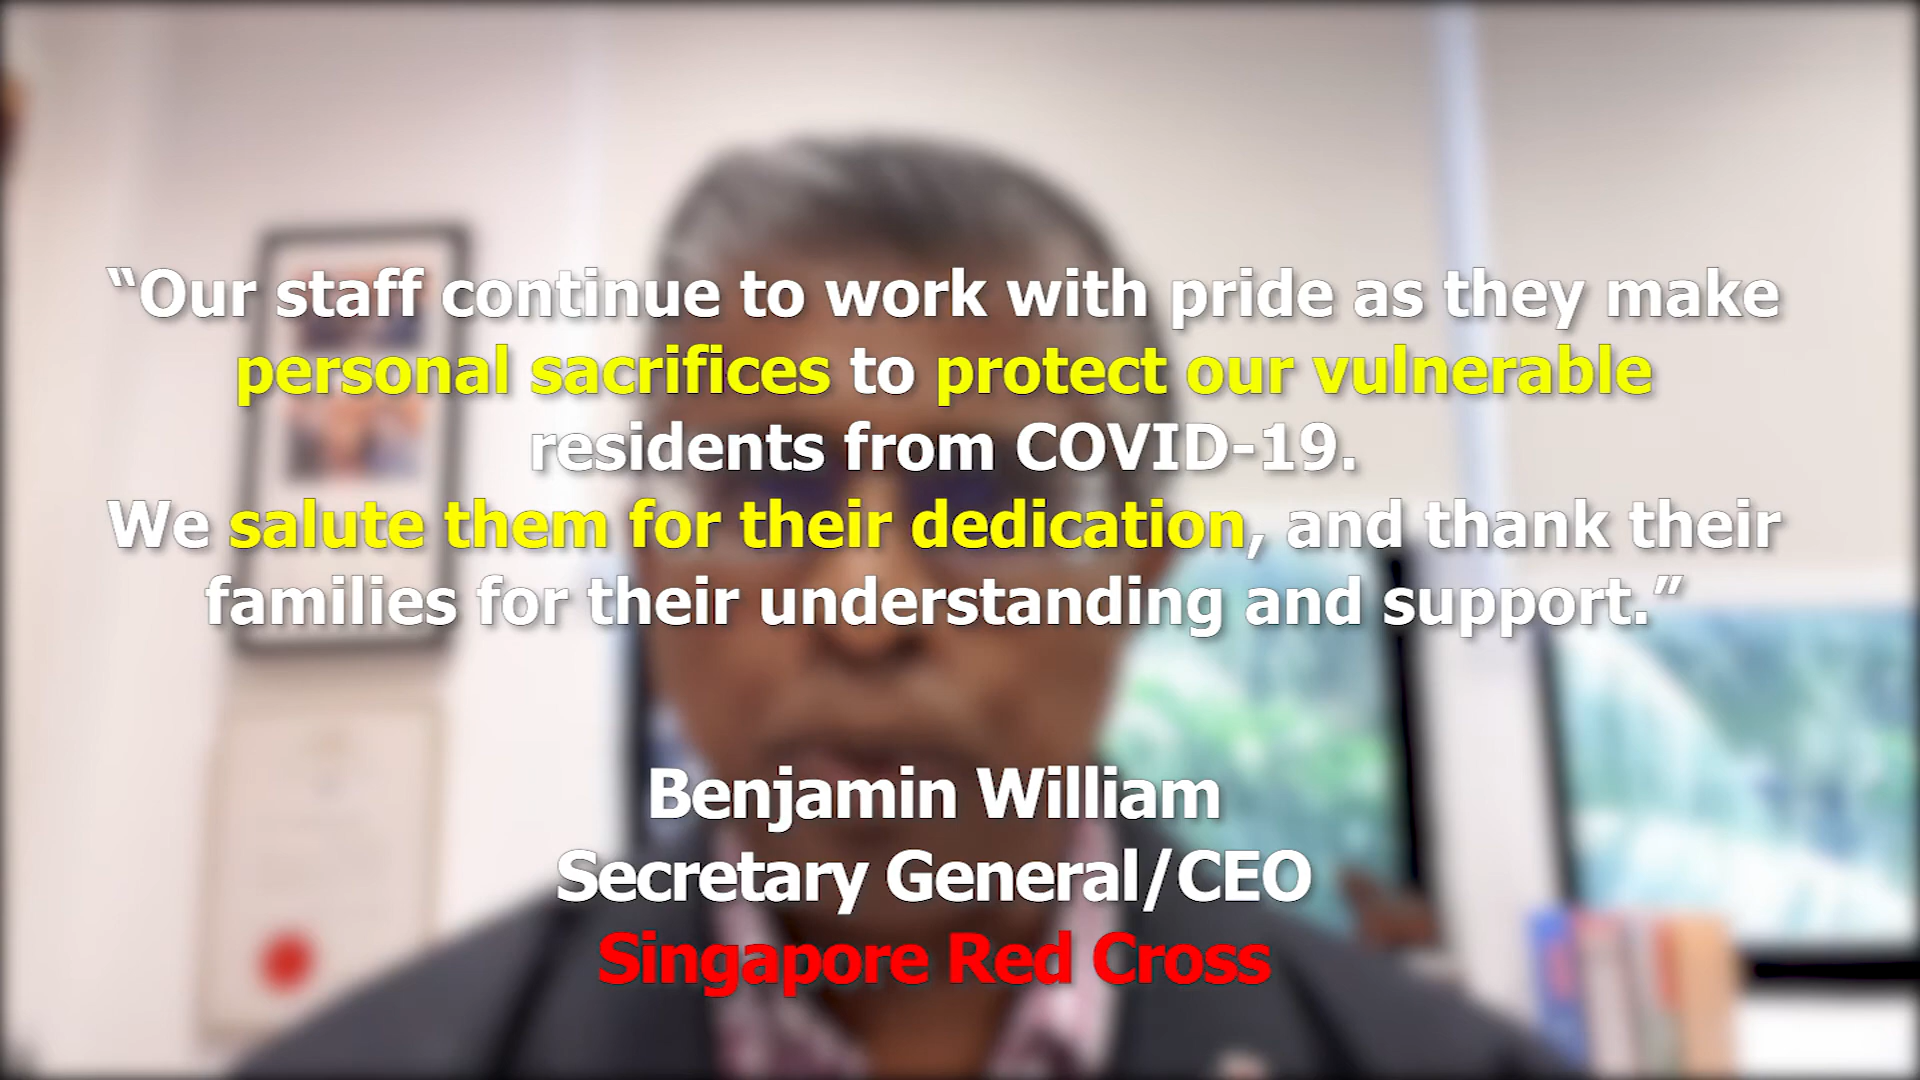 “Our staff continue to work with pride as they make
personal sacrifices to protect our vulnerable
residents from COVID-19.
We salute them for their dedication, and thank their
families for their understanding and support.”
Benjamin William
Secretary General/CEO
Singapore Red Cross